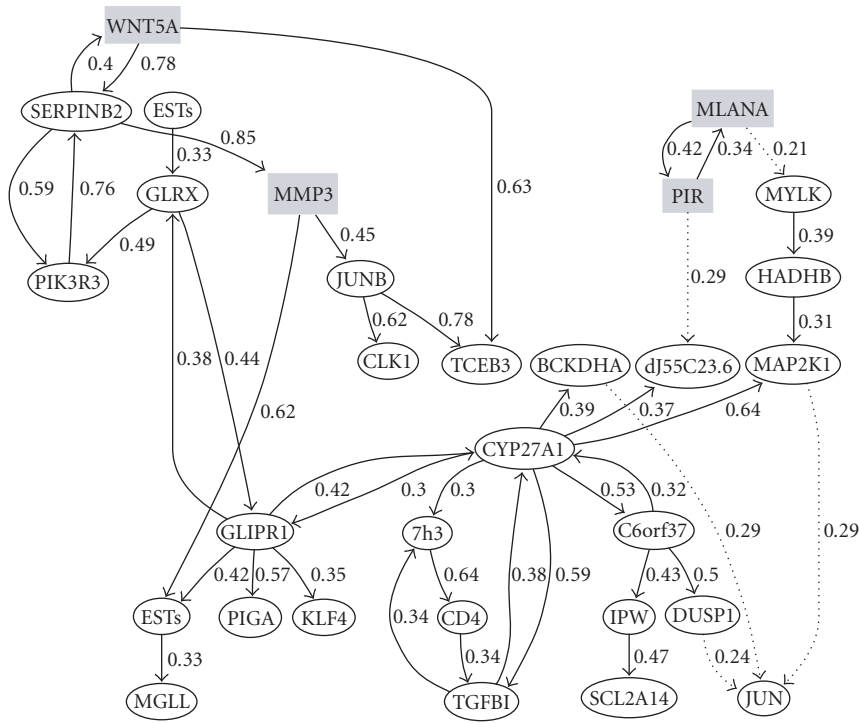 WNT5A
0.4
0.78
SERPINB2
ESTs
MLANA
0.85
0.33
0.42
0.34
0.21
0.59
0.76
GLRX
MMP3
0.63
PIR
MYLK
0.49
0.45
0.39
PIK3R3
JUNB
0.29
HADHB
0.62
0.78
0.31
0.38
0.44
CLK1
TCEB3
BCKDHA
dJ55C23.6
MAP2K1
0.62
0.39
0.37
0.64
CYP27A1
0.42
0.3
0.3
0.53
0.32
GLIPR1
7h3
C6orf37
0.29
0.29
0.42
0.57
0.35
0.64
0.38
0.59
0.43
0.5
ESTs
PIGA
KLF4
0.34
CD4
IPW
DUSP1
0.33
0.34
0.47
0.24
MGLL
TGFBI
SCL2A14
JUN